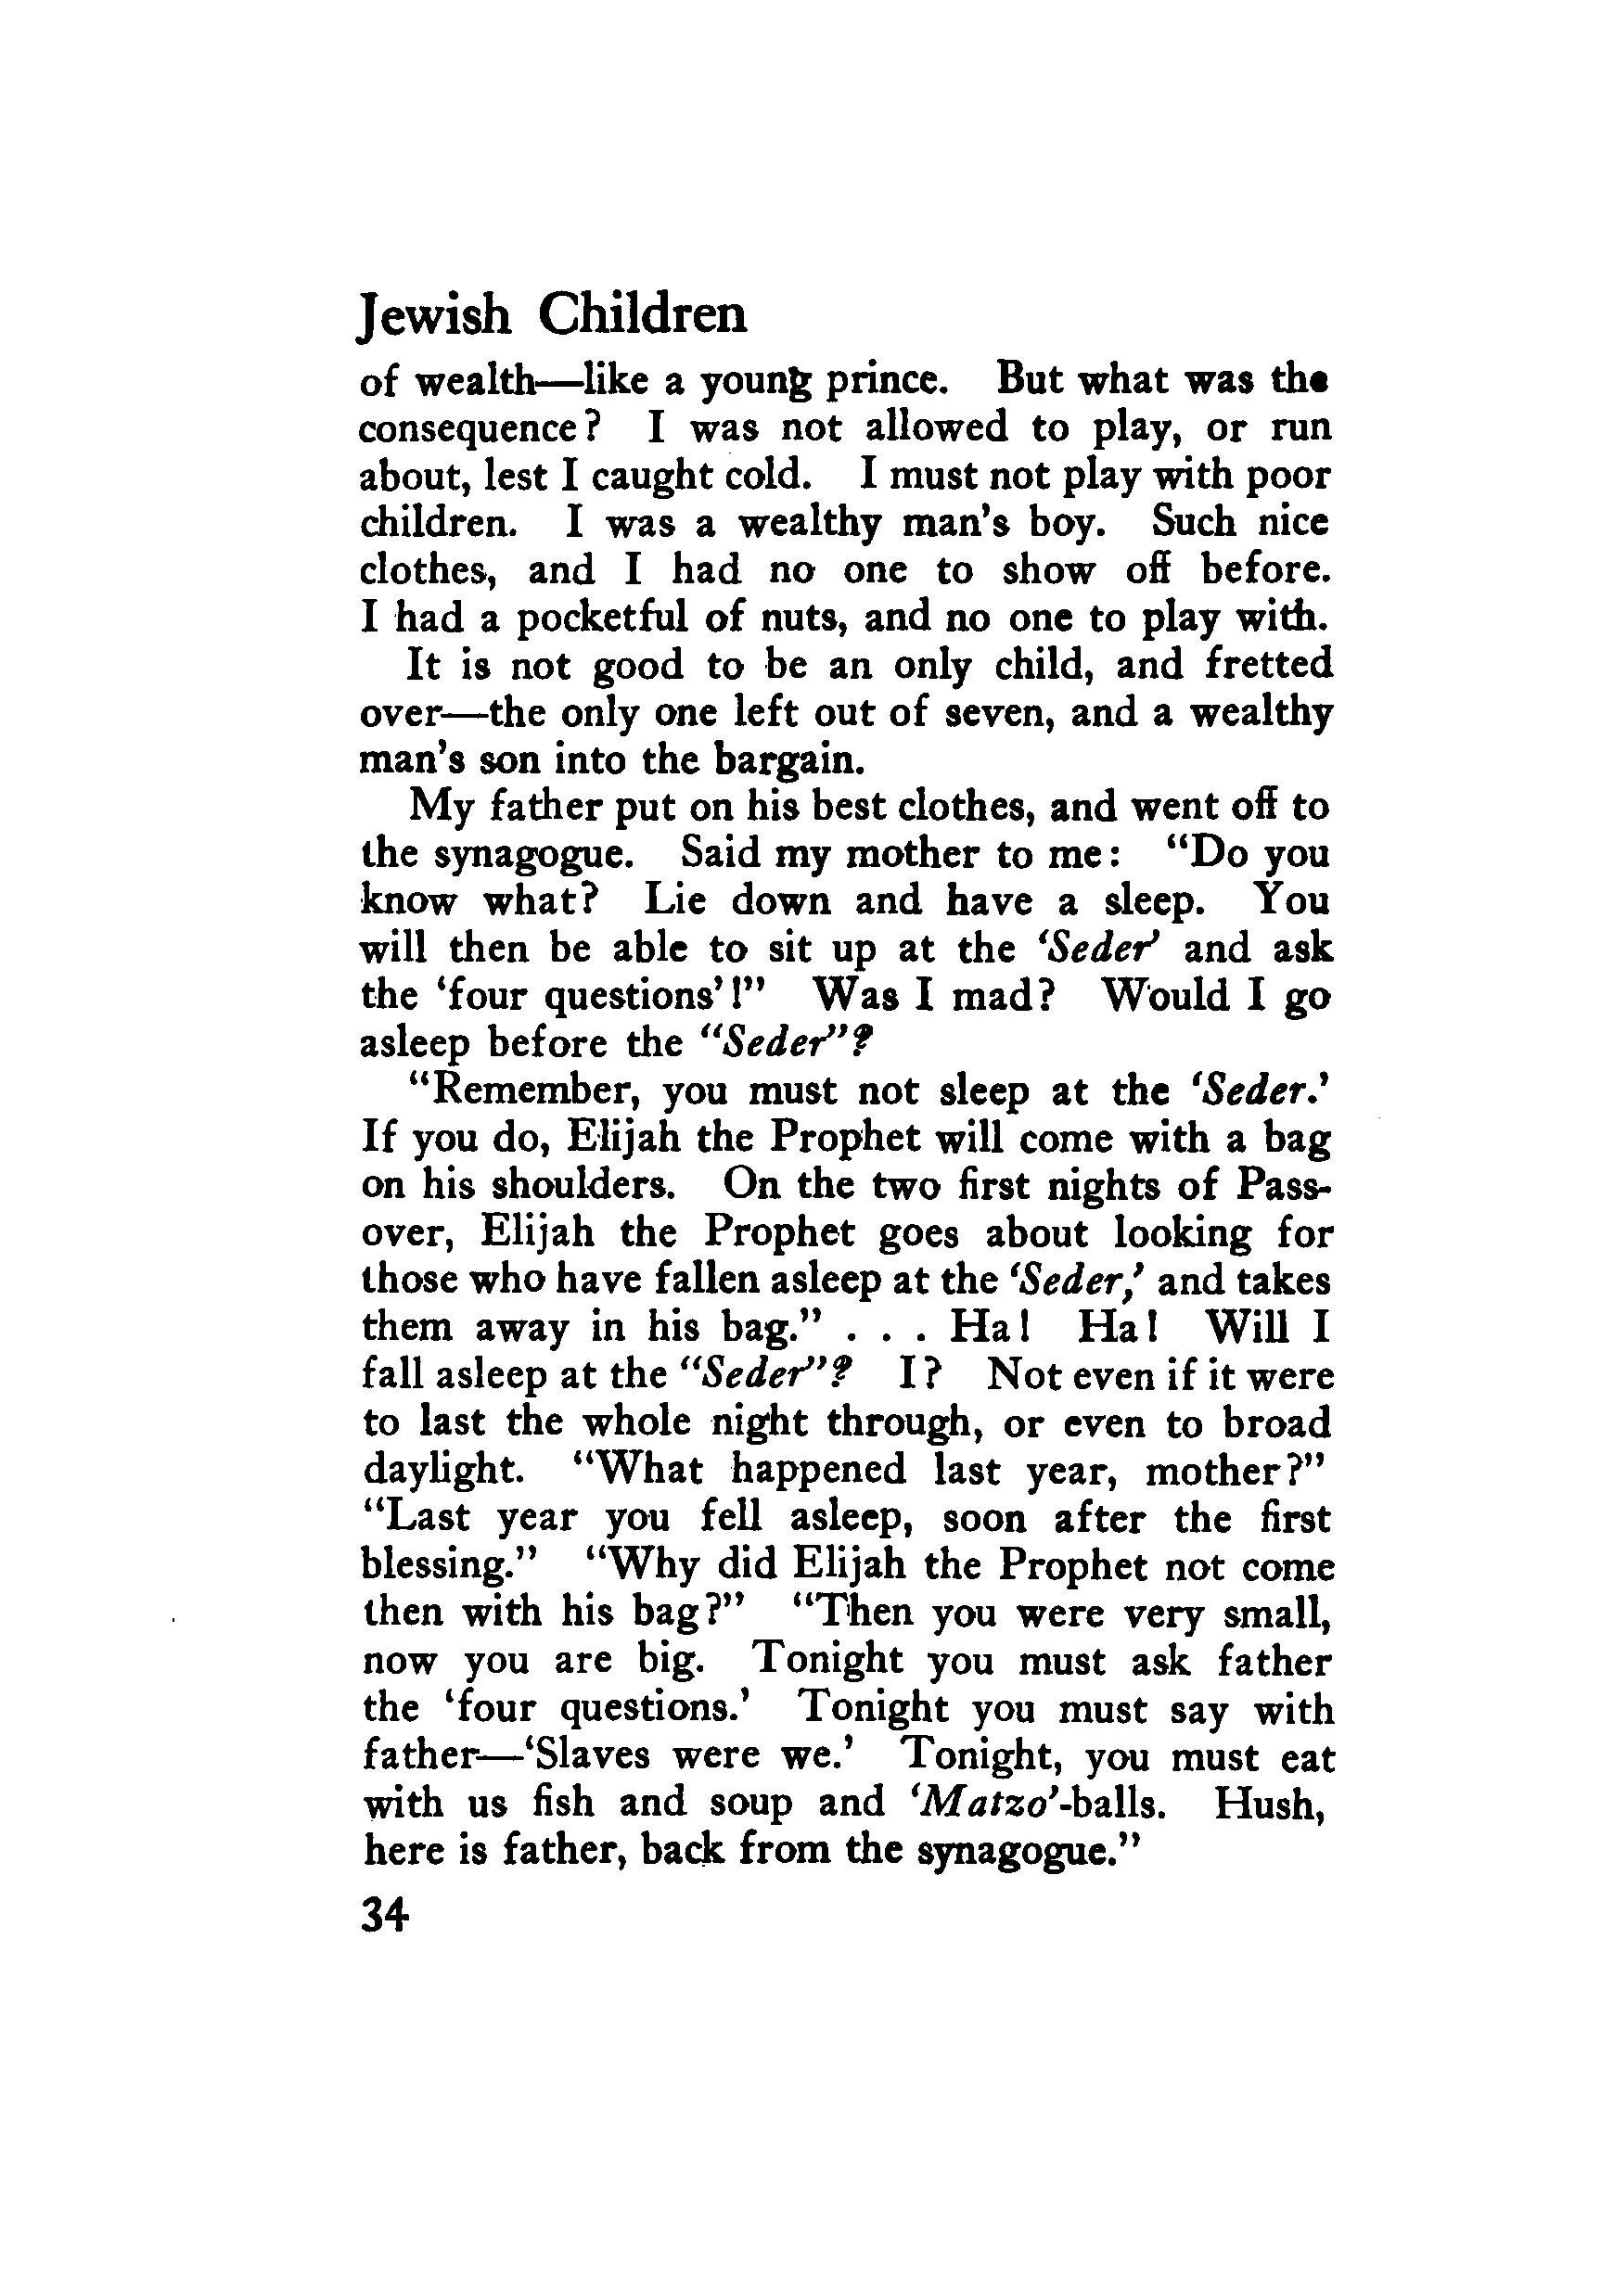 Jewish Children
of wealth—like a young prince. But what was the
consequence? I was not allowed to play, or run
about, lest I caught cold. I must not play with poor
children. I was a wealthy man's boy. Such nice
clothes, and I had no one to show off before.
I had a pocketful of nuts, and no one to play with.
It is not good to be an only child, and fretted
over—the only one left out of seven, and a wealthy
man's son into the bargain.
My father put on his best clothes, and went off to
the synagogue. Said my mother to me: “Do you
know what? Lie down and have a sleep. You
will then be able to sit up at the ‘Seder’ and ask
the ‘four questions’!” Was I mad? Would I go
asleep before the “Seder”?
“Remember, you must not sleep at the ‘Seder.’
If you do, Elijah the Prophet will come with a bag
on his shoulders. On the two first nights of Pass-
over, Elijah the Prophet goes about looking for
those who have fallen asleep at the ‘Seder,’ and takes
them away in his bag.” . . . Ha! Ha! Will I
fall asleep at the “Seder”? I? Not even if it were
to last the whole night through, or even to broad
daylight. “What happened last year, mother?”
“Last year you fell asleep, soon after the first
blessing.” “Why did Elijah the Prophet not come
then with his bag?” “Then you were very small,
now you are big. Tonight you must ask father
the ‘four questions.’ Tonight you must say with
father—‘Slaves were we.’ Tonight, you must eat
with us fish and soup and ‘Matzo’-balls. Hush,
here is father, back from the synagogue.”
34